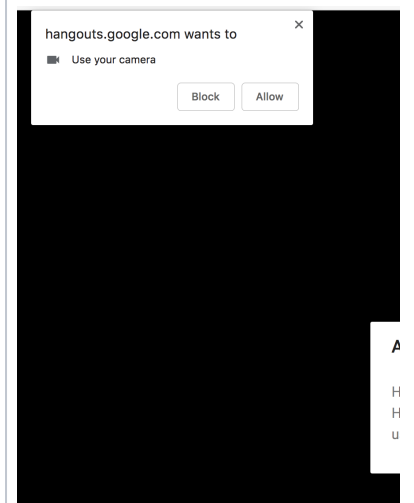 hangouts.google.com wants to
Use your camera
Block
Allow
A
H
H
u